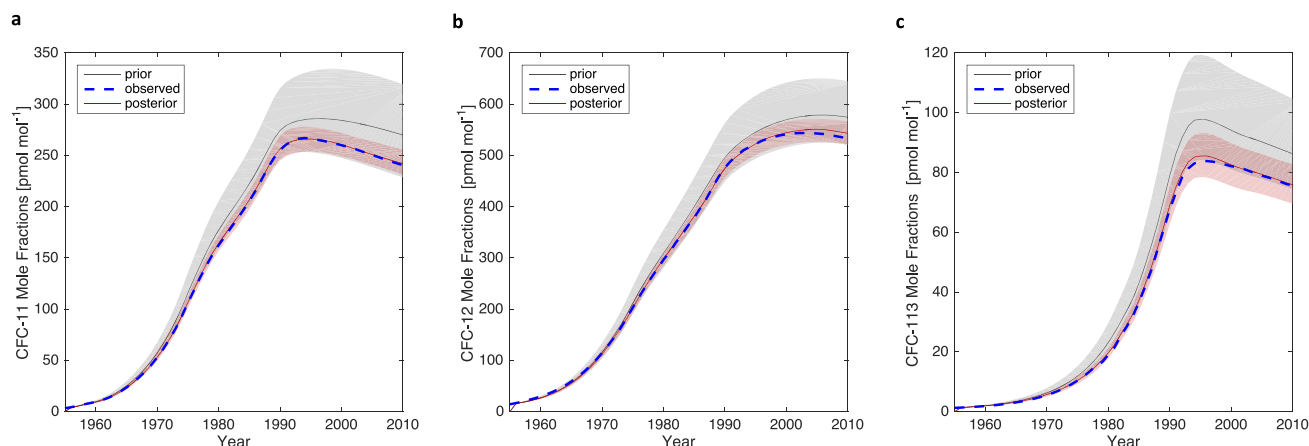 a
CFC-11 Mole Fractions [pmol mol⁻¹]
350
300
250
200
150
100
50
0
prior
observed
posterior
1960 1970 1980 1990 2000 2010
Year
b
CFC-12 Mole Fractions [pmol mol⁻¹]
700
600
500
400
300
200
100
0
prior
observed
posterior
1960 1970 1980 1990 2000 2010
Year
c
CFC-113 Mole Fractions [pmol mol⁻¹]
120
100
80
60
40
20
0
prior
observed
posterior
1960 1970 1980 1990 2000 2010
Year